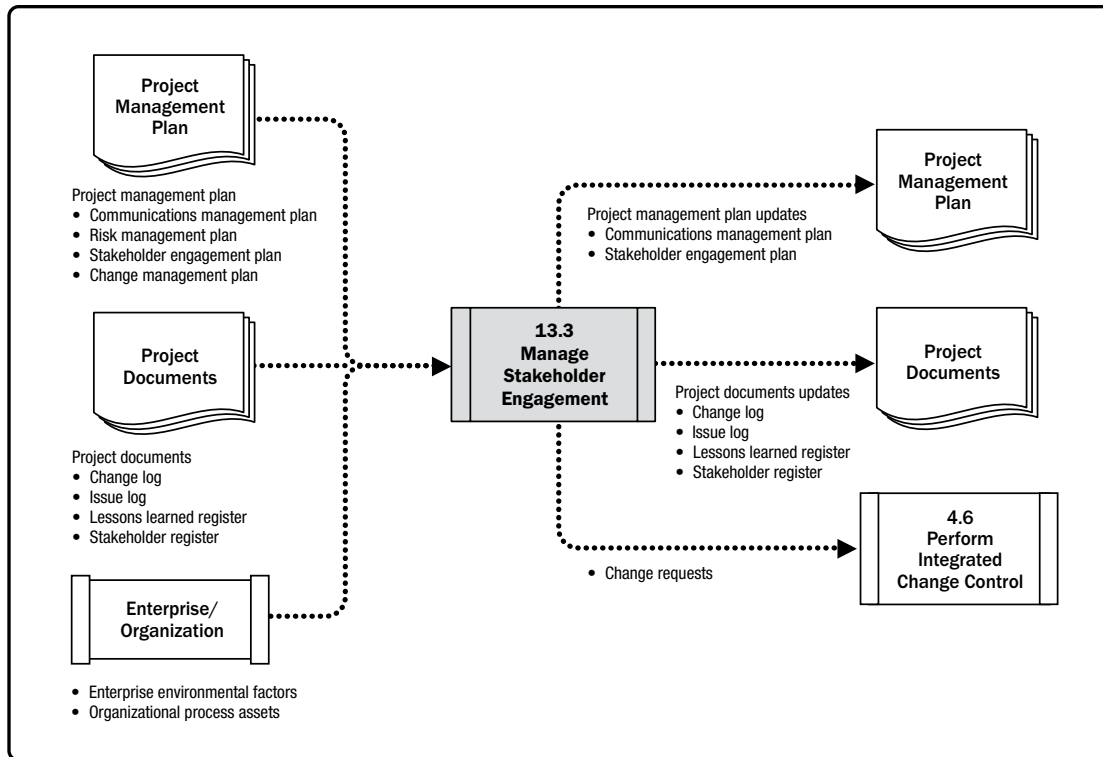 Project
Management
Plan
Project management plan
• Communications management plan
• Risk management plan
• Stakeholder engagement plan
• Change management plan
Project
Documents
Project documents
• Change log
• Issue log
• Lessons learned register
• Stakeholder register
Enterprise/
Organization
• Enterprise environmental factors
• Organizational process assets
13.3
Manage
Stakeholder
Engagement
Project management plan updates
• Communications management plan
• Stakeholder engagement plan
Project
Management
Plan
Project documents updates
• Change log
• Issue log
• Lessons learned register
• Stakeholder register
Project
Documents
• Change requests
4.6
Perform
Integrated
Change Control